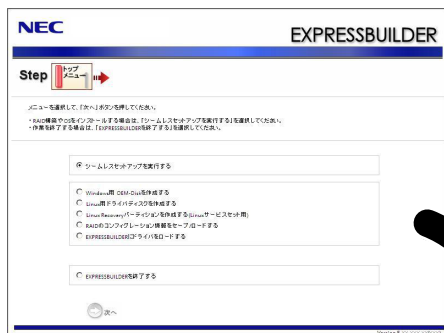 NEC
EXPRESSBUILDER
Step
トップ
メニュー
メニューを選択して、「次へ」ボタンを押してください。
・RAID構築やOSをインストールする場合は、「シームレスセットアップを実行する」を選択してください。
・作業を終了する場合は、「EXPRESSBUILDERを終了する」を選択してください。
シームレスセットアップを実行する
Windows用 OEM-Diskを作成する
Linux用ドライバディスクを作成する
Linux Recoveryパーティションを作成する(Linuxサービスセット用)
RAIDのコンフィグレーション情報をセーブ/ロードする
EXPRESSBUILDERにドライバをロードする
EXPRESSBUILDERを終了する
次へ